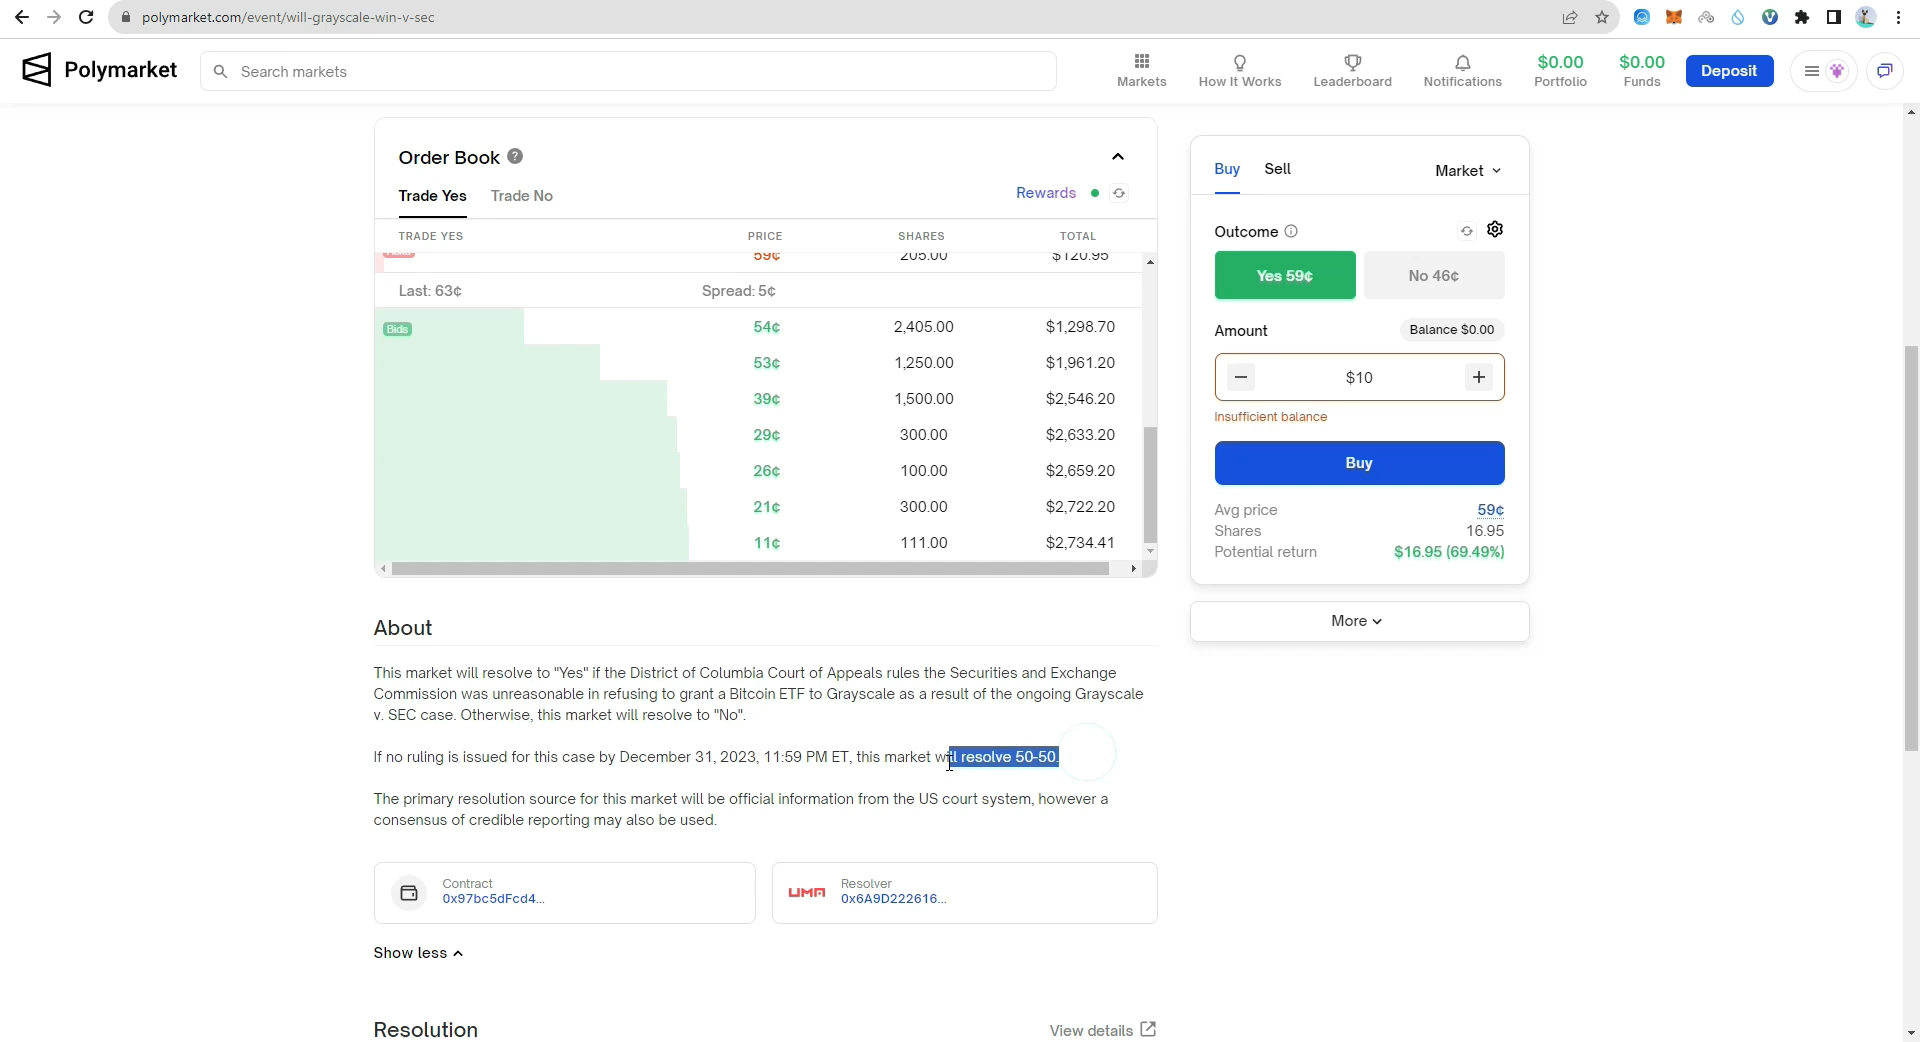 polymarket.com/event/will-grayscale-win-v-sec
Polymarket
Search markets
Markets
How It Works
Leaderboard
Notifications
$0.00
Portfolio
$0.00
Funds
Deposit
Order Book ?
Trade Yes Trade No
Rewards
TRADE YES PRICE SHARES TOTAL
59¢ 205.00 $120.95
Last: 63¢ Spread: 5¢
Bids 54¢ 2,405.00 $1,298.70
53¢ 1,250.00 $1,961.20
39¢ 1,500.00 $2,546.20
29¢ 300.00 $2,633.20
26¢ 100.00 $2,659.20
21¢ 300.00 $2,722.20
11¢ 111.00 $2,734.41
About
This market will resolve to "Yes" if the District of Columbia Court of Appeals rules the Securities and Exchange
Commission was unreasonable in refusing to grant a Bitcoin ETF to Grayscale as a result of the ongoing Grayscale
v. SEC case. Otherwise, this market will resolve to "No".
If no ruling is issued for this case by December 31, 2023, 11:59 PM ET, this market will resolve 50-50.
The primary resolution source for this market will be official information from the US court system, however a
consensus of credible reporting may also be used.
Contract
0x97bc5dFcd4...
UMA
Resolver
0x6A9D222616...
Show less
Resolution
View details
Buy Sell Market
Outcome
Yes 59¢ No 46¢
Amount Balance $0.00
− $10 +
Insufficient balance
Buy
Avg price 59¢
Shares 16.95
Potential return $16.95 (69.49%)
More